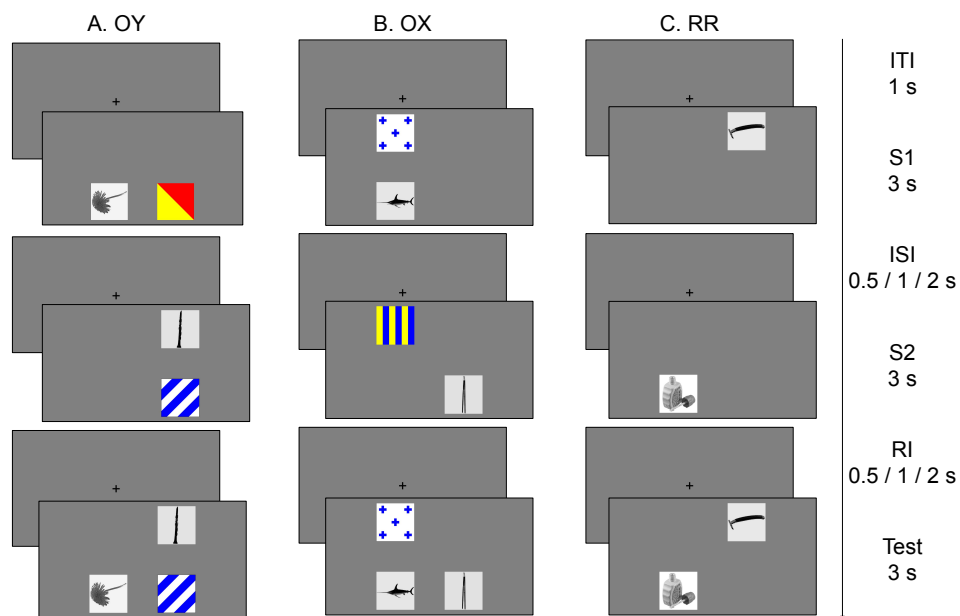 A. OY
B. OX
C. RR
ITI
1 s
S1
3 s
ISI
0.5 / 1 / 2 s
S2
3 s
RI
0.5 / 1 / 2 s
Test
3 s